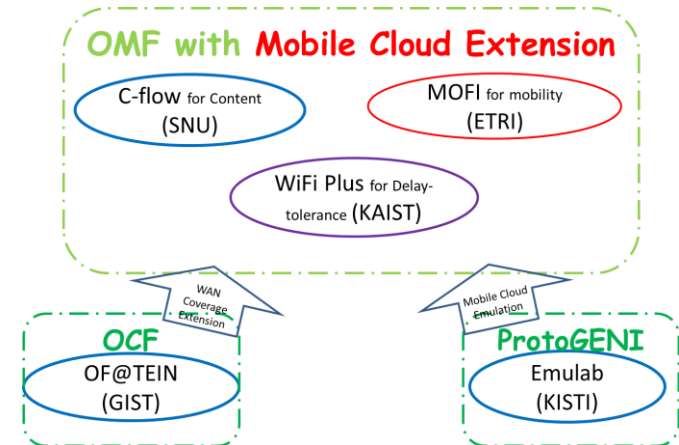 OMF with Mobile Cloud Extension
C-flow for Content
(SNU)
MOFI for mobility
(ETRI)
WiFi Plus for Delay-
tolerance (KAIST)
WAN
Coverage
Extension
Mobile Cloud
Emulation
OCF
OF@TEIN
(GIST)
ProtoGENI
Emulab
(KISTI)